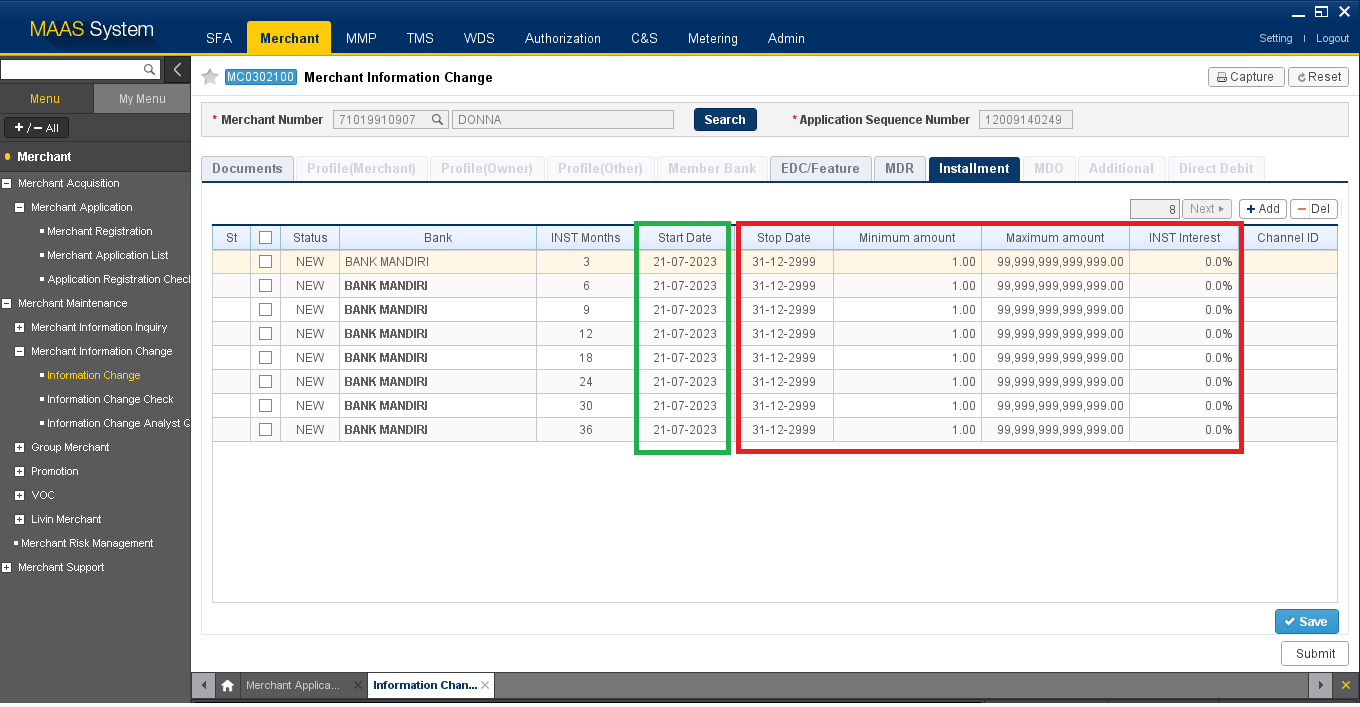 MAAS System
SFA Merchant MMP TMS WDS Authorization C&S Metering Admin
Setting | Logout
Menu My Menu
+ / − All
Merchant
Merchant Acquisition
Merchant Application
Merchant Registration
Merchant Application List
Application Registration Checl
Merchant Maintenance
Merchant Information Inquiry
Merchant Information Change
Information Change
Information Change Check
Information Change Analyst C
Group Merchant
Promotion
VOC
Livin Merchant
Merchant Risk Management
Merchant Support
MC0302100 Merchant Information Change
Capture Reset
* Merchant Number 71019910907 DONNA Search * Application Sequence Number 12009140249
Documents Profile(Merchant) Profile(Owner) Profile(Other) Member Bank EDC/Feature MDR Installment MDO Additional Direct Debit
8 Next + Add − Del
St Status Bank INST Months Start Date Stop Date Minimum amount Maximum amount INST Interest Channel ID
NEW BANK MANDIRI 3 21-07-2023 31-12-2999 1.00 99,999,999,999,999.00 0.0%
NEW BANK MANDIRI 6 21-07-2023 31-12-2999 1.00 99,999,999,999,999.00 0.0%
NEW BANK MANDIRI 9 21-07-2023 31-12-2999 1.00 99,999,999,999,999.00 0.0%
NEW BANK MANDIRI 12 21-07-2023 31-12-2999 1.00 99,999,999,999,999.00 0.0%
NEW BANK MANDIRI 18 21-07-2023 31-12-2999 1.00 99,999,999,999,999.00 0.0%
NEW BANK MANDIRI 24 21-07-2023 31-12-2999 1.00 99,999,999,999,999.00 0.0%
NEW BANK MANDIRI 30 21-07-2023 31-12-2999 1.00 99,999,999,999,999.00 0.0%
NEW BANK MANDIRI 36 21-07-2023 31-12-2999 1.00 99,999,999,999,999.00 0.0%
Save
Submit
Merchant Applica... Information Chan...